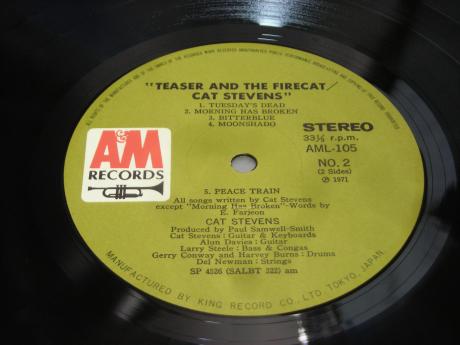 "TEASER AND THE FIRECAT/
CAT STEVENS"
1. TUESDAY'S DEAD
2. MORNING HAS BROKEN
3. BITTERBLUE
4. MOONSHADO
STEREO
33⅓ r.p.m.
AML-105
NO. 2
(2 Sides)
℗ 1971
A&M
RECORDS
5. PEACE TRAIN
All songs written by Cat Stevens
except "Morning Has Broken"-Words by
E. Farjeon
CAT STEVENS
Produced by Paul Samwell-Smith
Cat Stevens: Guitar & Keyboards
Alun Davies: Guitar
Larry Steele: Bass & Congas
Gerry Conway and Harvey Burns: Drums
Del Newman: Strings
SP 4526 (SALBT 322) am
MANUFACTURED BY KING RECORD CO., LTD. TOKYO, JAPAN